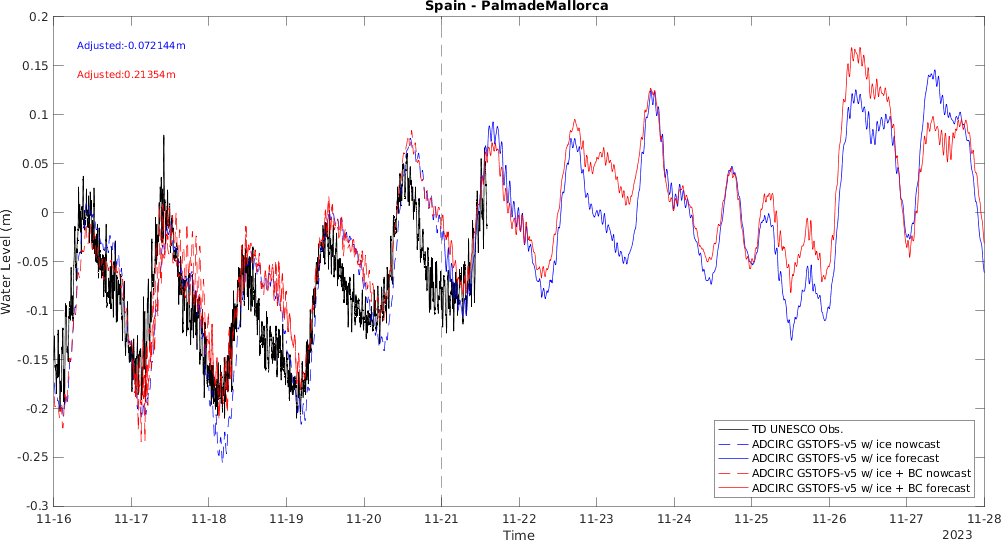 Spain - PalmadeMallorca
0.2
0.15
0.1
0.05
0
-0.05
-0.1
-0.15
-0.2
-0.25
-0.3
Water Level (m)
Adjusted:-0.072144m
Adjusted:0.21354m
TD UNESCO Obs.
ADCIRC GSTOFS-v5 w/ ice nowcast
ADCIRC GSTOFS-v5 w/ ice forecast
ADCIRC GSTOFS-v5 w/ ice + BC nowcast
ADCIRC GSTOFS-v5 w/ ice + BC forecast
11-16 11-17 11-18 11-19 11-20 11-21 11-22 11-23 11-24 11-25 11-26 11-27 11-28
Time
2023